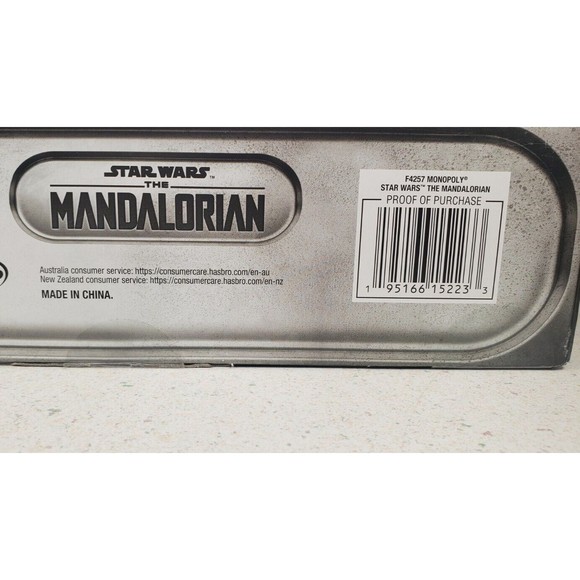 STAR WARS™
THE
MANDALORIAN
Australia consumer service: https://consumercare.hasbro.com/en-au
New Zealand consumer service: https://consumercare.hasbro.com/en-nz
MADE IN CHINA.
F4257 MONOPOLY®
STAR WARS™ THE MANDALORIAN
PROOF OF PURCHASE
1 95166 15223 3